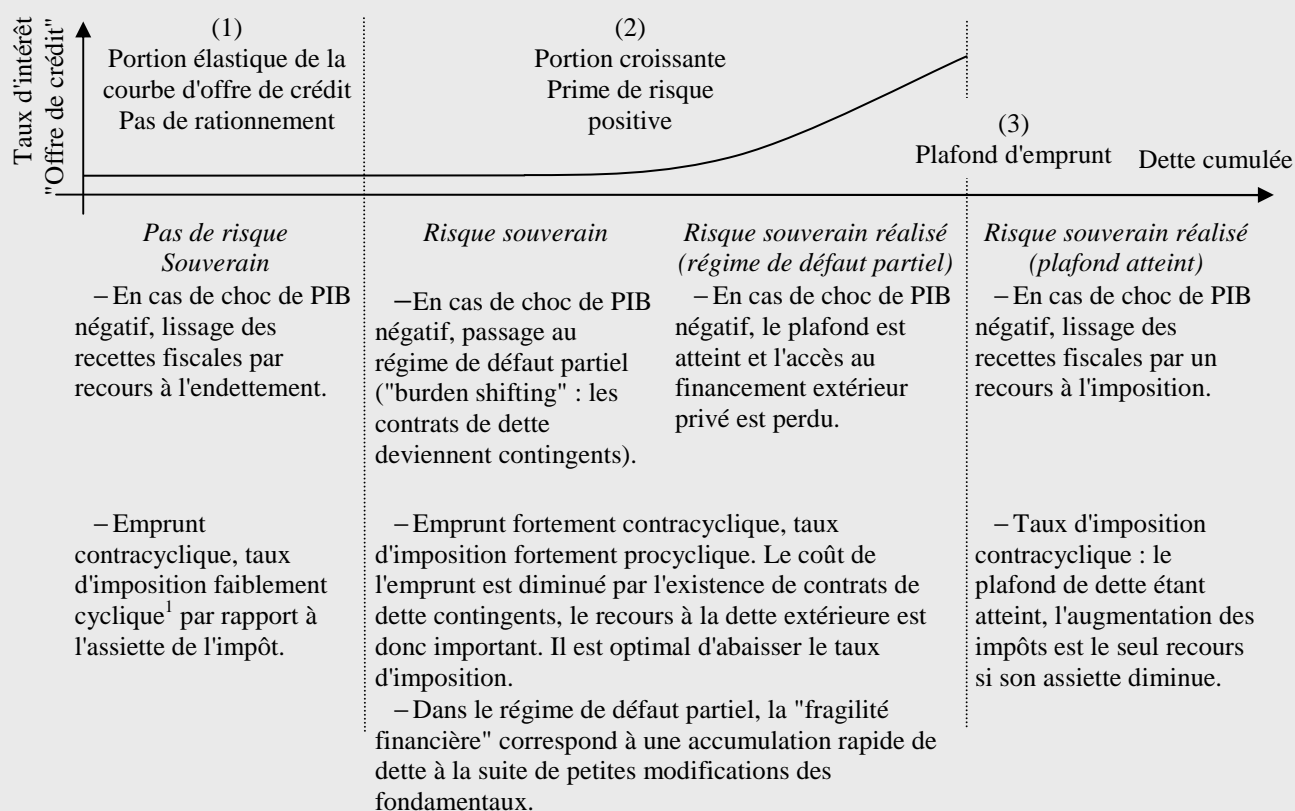 Taux d'intérêt
"Offre de crédit"
(1)
Portion élastique de la
courbe d'offre de crédit
Pas de rationnement
(2)
Portion croissante
Prime de risque
positive
(3)
Plafond d'emprunt
Dette cumulée
Pas de risque
Souverain
– En cas de choc de PIB
négatif, lissage des
recettes fiscales par
recours à l'endettement.
Risque souverain
– En cas de choc de PIB
négatif, passage au
régime de défaut partiel
("burden shifting" : les
contrats de dette
deviennent contingents).
Risque souverain réalisé
(régime de défaut partiel)
– En cas de choc de PIB
négatif, le plafond est
atteint et l'accès au
financement extérieur
privé est perdu.
Risque souverain réalisé
(plafond atteint)
– En cas de choc de PIB
négatif, lissage des
recettes fiscales par un
recours à l'imposition.
– Emprunt
contracyclique, taux
d'imposition faiblement
cyclique1 par rapport à
l'assiette de l'impôt.
– Emprunt fortement contracyclique, taux
d'imposition fortement procyclique. Le coût de
l'emprunt est diminué par l'existence de contrats de
dette contingents, le recours à la dette extérieure est
donc important. Il est optimal d'abaisser le taux
d'imposition.
– Dans le régime de défaut partiel, la "fragilité
financière" correspond à une accumulation rapide de
dette à la suite de petites modifications des
fondamentaux.
– Taux d'imposition
contracyclique : le
plafond de dette étant
atteint, l'augmentation des
impôts est le seul recours
si son assiette diminue.